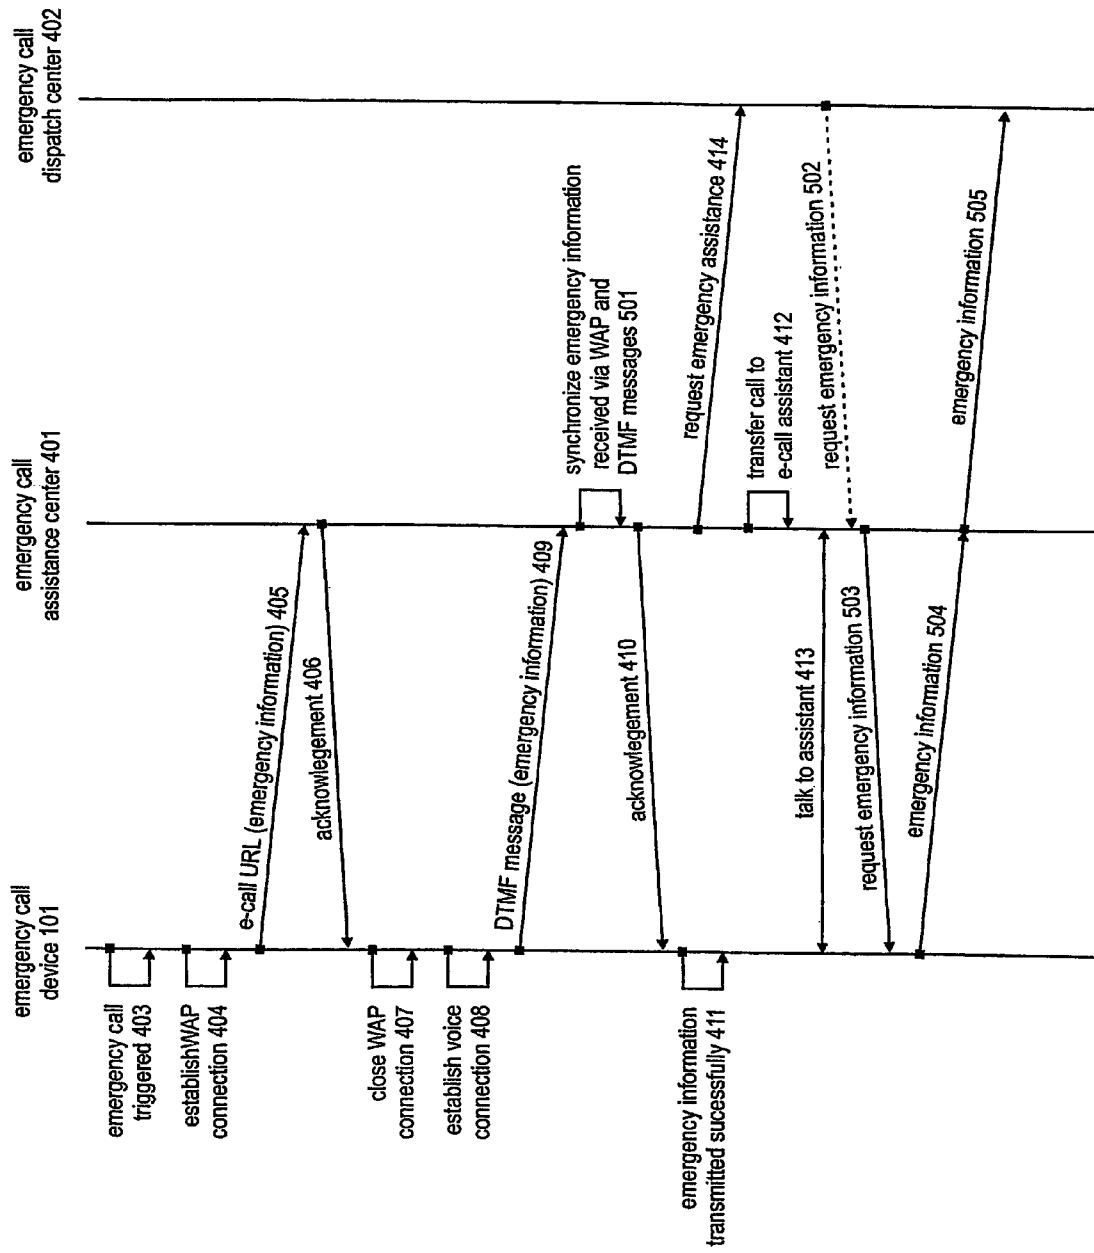 emergency call
device 101
emergency call
assistance center 401
emergency call
dispatch center 402
emergency call
triggered 403
establishWAP
connection 404
e-call URL (emergency information) 405
acknowlegement 406
close WAP
connection 407
establish voice
connection 408
DTMF message (emergency information) 409
synchronize emergency information
received via WAP and
DTMF messages 501
acknowlegement 410
emergency information
transmitted sucessfully 411
request emergency assistance 414
transfer call to
e-call assistant 412
talk to assistant 413
request emergency information 502
request emergency information 503
emergency information 504
emergency information 505